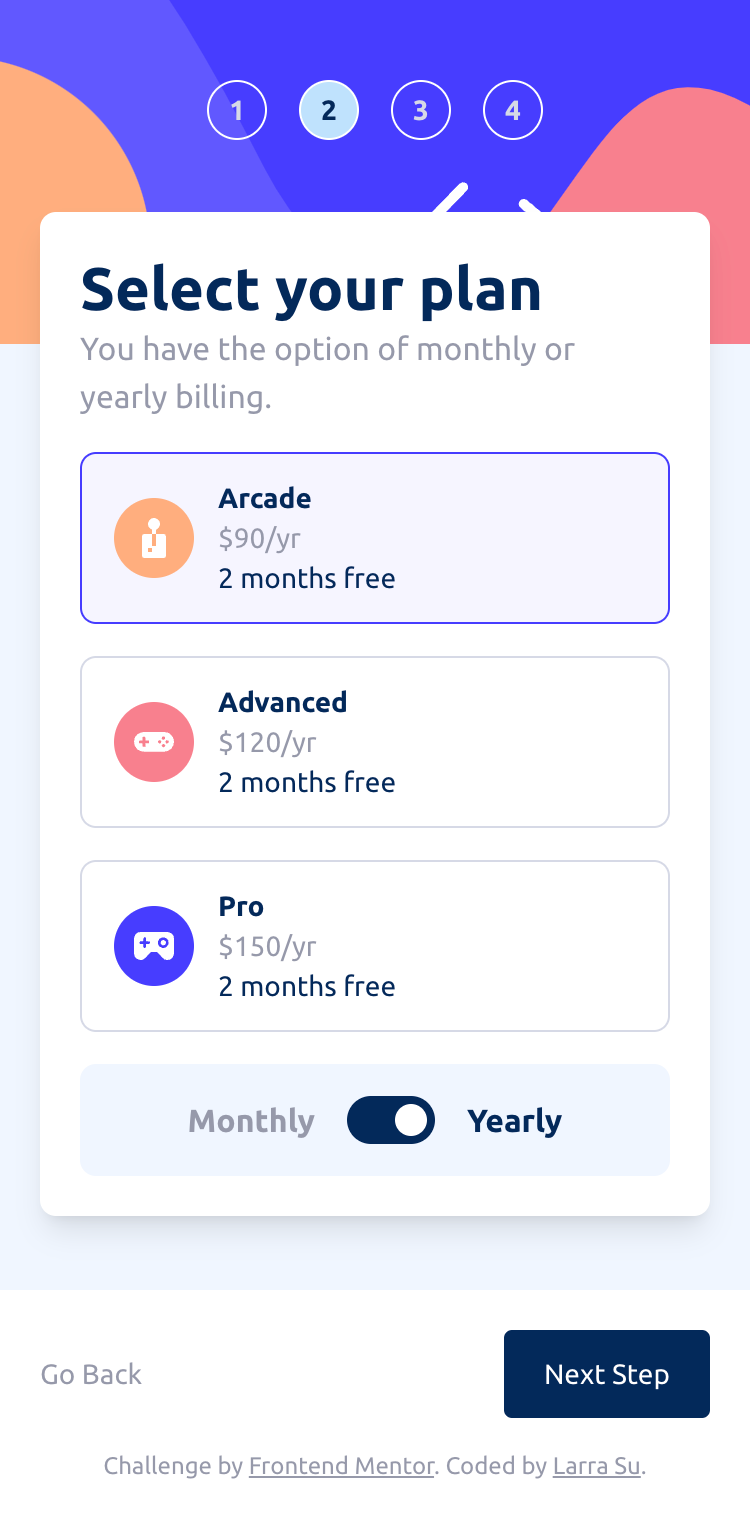 1 2 3 4
Select your plan
You have the option of monthly or
yearly billing.
Arcade
$90/yr
2 months free
Advanced
$120/yr
2 months free
Pro
$150/yr
2 months free
Monthly Yearly
Go Back Next Step
Challenge by Frontend Mentor. Coded by Larra Su.